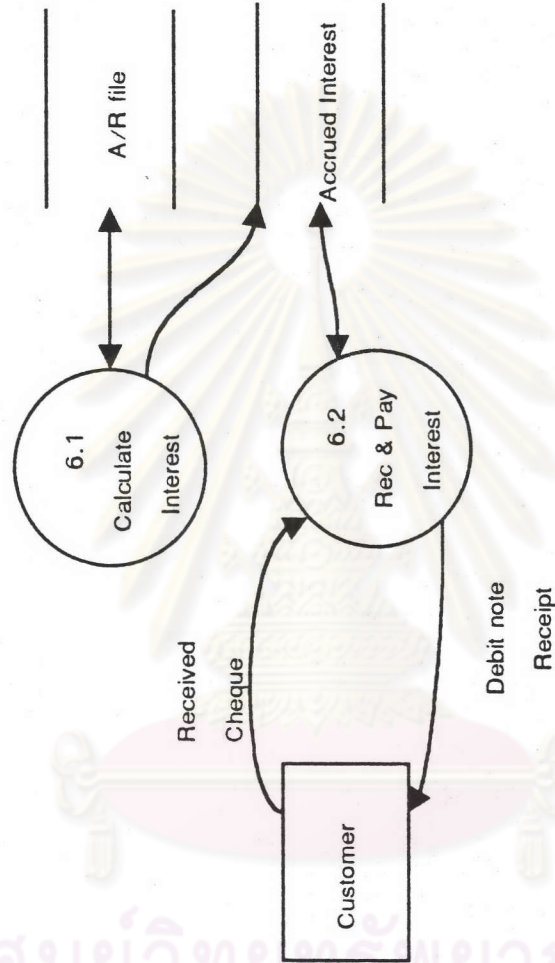 6.1
Calculate
Interest
A/R file
Received
Cheque
6.2
Rec & Pay
Interest
Accrued Interest
Customer
Debit note
Receipt